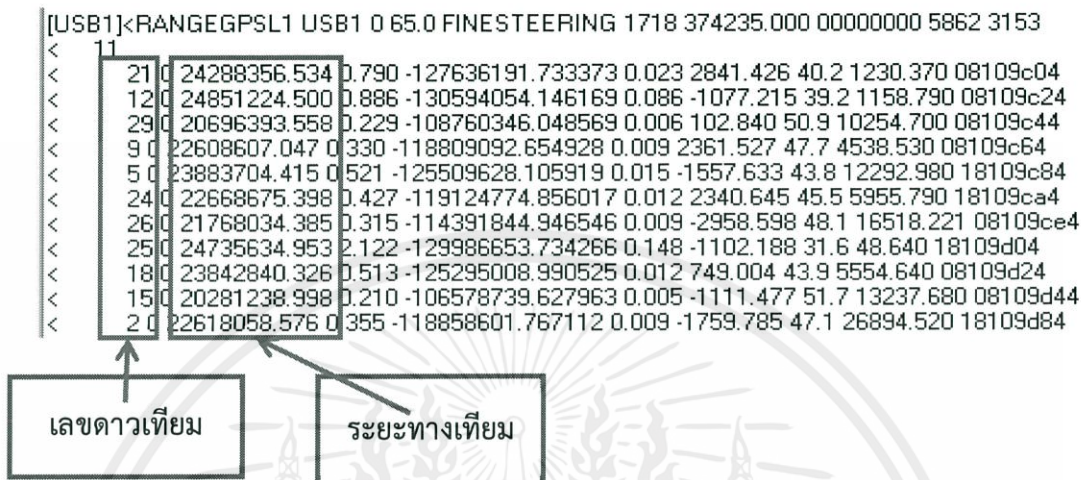 [USB1]<RANGEGPSL1 USB1 0 65.0 FINESTEERING 1718 374235.000 00000000 5862 3153
< 11
< 21 0 24288356.534 0.790 -127636191.733373 0.023 2841.426 40.2 1230.370 08109c04
< 12 0 24851224.500 0.886 -130594054.146169 0.086 -1077.215 39.2 1158.790 08109c24
< 29 0 20696393.558 0.229 -108760346.048569 0.006 102.840 50.9 10254.700 08109c44
< 9 0 22608607.047 0.330 -118809092.654928 0.009 2361.527 47.7 4538.530 08109c64
< 5 0 23883704.415 0.521 -125509628.105919 0.015 -1557.633 43.8 12292.980 18109c84
< 24 0 22668675.398 0.427 -119124774.856017 0.012 2340.645 45.5 5955.790 18109ca4
< 26 0 21768034.385 0.315 -114391844.946546 0.009 -2958.598 48.1 16518.221 08109ce4
< 25 0 24735634.953 2.122 -129986653.734266 0.148 -1102.188 31.6 48.640 18109d04
< 18 0 23842840.326 0.513 -125295008.990525 0.012 749.004 43.9 5554.640 08109d24
< 15 0 20281238.998 0.210 -106578739.627963 0.005 -1111.477 51.7 13237.680 08109d44
< 2 0 22618058.576 0.355 -118858601.767112 0.009 -1759.785 47.1 26894.520 18109d84
เลขดาวเทียม
ระยะทางเทียม